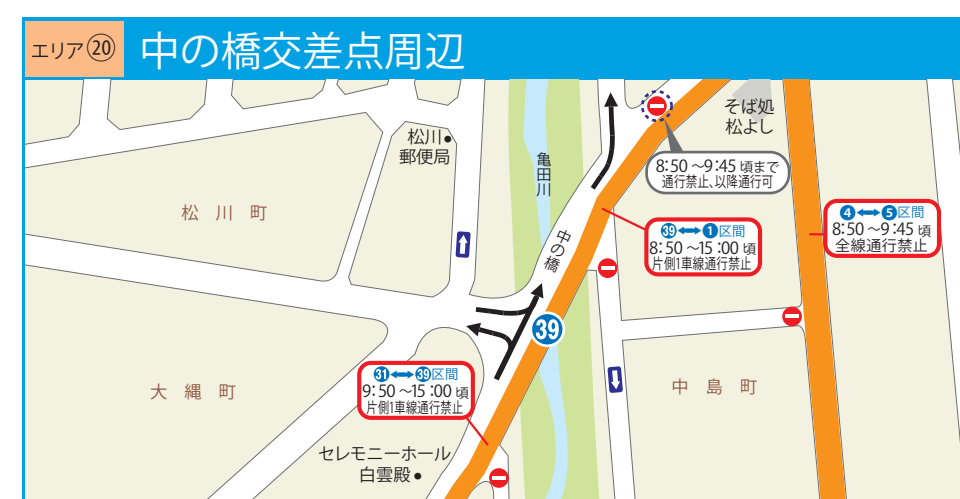 エリア⑳ 中の橋交差点周辺
そば処
松よし
松川
郵便局
8:50～9:45 頃まで
通行禁止、以降通行可
亀田川
松川町
㊴⟷❶区間
8:50～15:00 頃
片側1車線通行禁止
❹⟷❺区間
8:50～9:45 頃
全線通行禁止
中の橋
㊴
㉛⟷㊴区間
9:50～15:00 頃
片側1車線通行禁止
大縄町
中島町
セレモニーホール
白雲殿